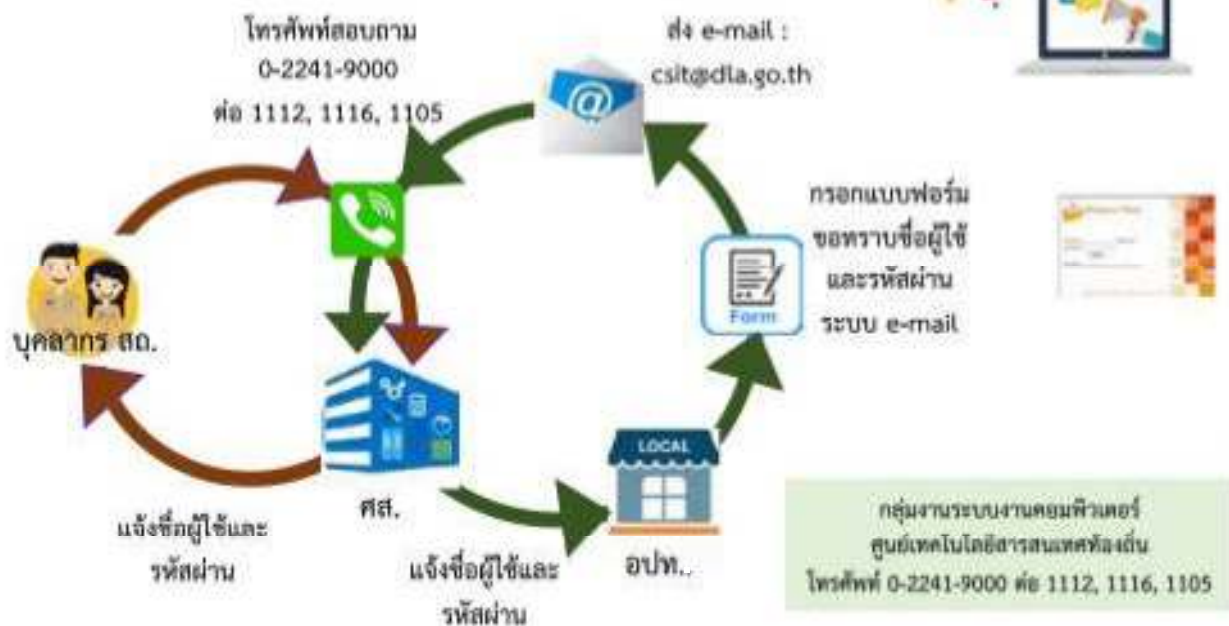 โทรศัพท์สอบถาม
0-2241-9000
ต่อ 1112, 1116, 1105
ส่ง e-mail :
csit@dla.go.th
กรอกแบบฟอร์ม
ขอทราบชื่อผู้ใช้
และรหัสผ่าน
ระบบ e-mail
Form
บุคลากร สถ.
LOCAL
ศส.
อปท..
แจ้งชื่อผู้ใช้และ
รหัสผ่าน
แจ้งชื่อผู้ใช้และ
รหัสผ่าน
กลุ่มงานระบบงานคอมพิวเตอร์
ศูนย์เทคโนโลยีสารสนเทศท้องถิ่น
โทรศัพท์ 0-2241-9000 ต่อ 1112, 1116, 1105